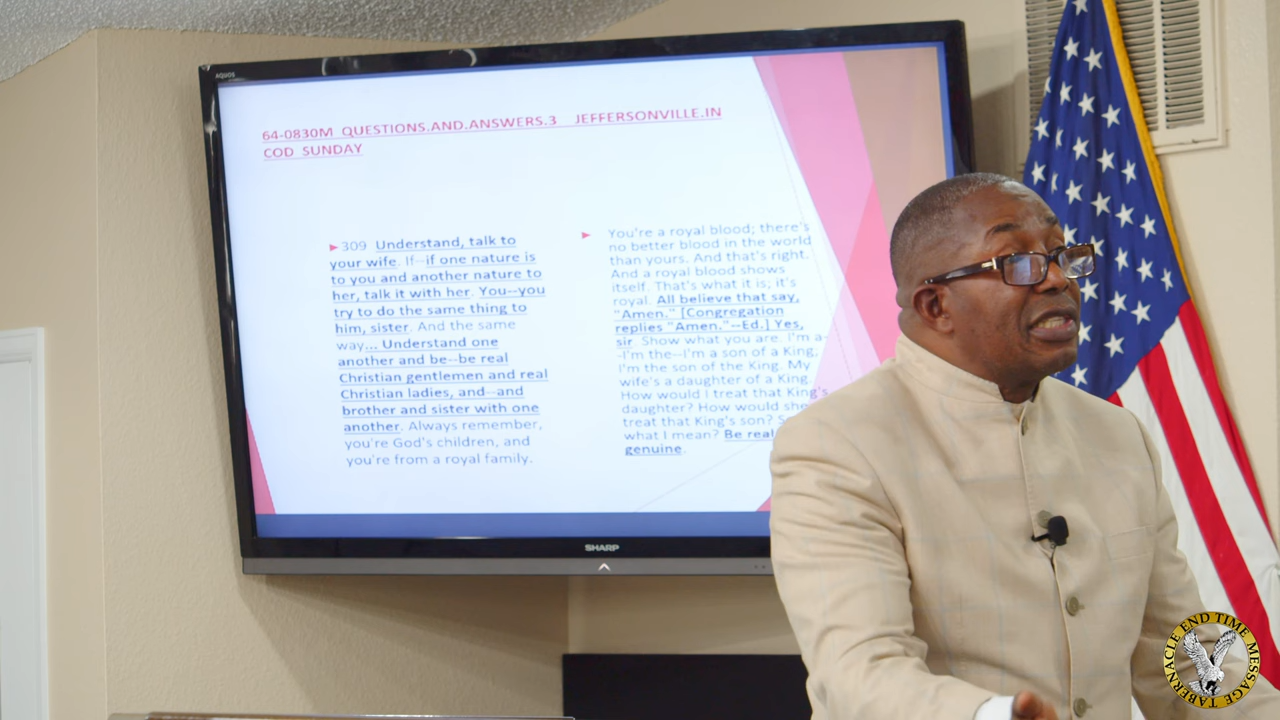 AQUOS
64-0830M QUESTIONS.AND.ANSWERS.3 JEFFERSONVILLE.IN
COD SUNDAY
309 Understand, talk to
your wife. If--if one nature is
to you and another nature to
her, talk it with her. You--you
try to do the same thing to
him, sister. And the same
way... Understand one
another and be--be real
Christian gentlemen and real
Christian ladies, and--and
brother and sister with one
another. Always remember,
you're God's children, and
you're from a royal family.
You're a royal blood; there's
no better blood in the world
than yours. And that's right.
And a royal blood shows
itself. That's what it is; it's
royal. All believe that say,
"Amen." [Congregation
replies "Amen."--Ed.] Yes,
sir. Show what you are. I'm a-
-I'm the--I'm a son of a King,
I'm the son of the King. My
wife's a daughter of a King.
How would I treat that King's
daughter? How would she
treat that King's son?
what I mean? Be real
genuine.
SHARP
END TIME MESSAGE TABERNACLE